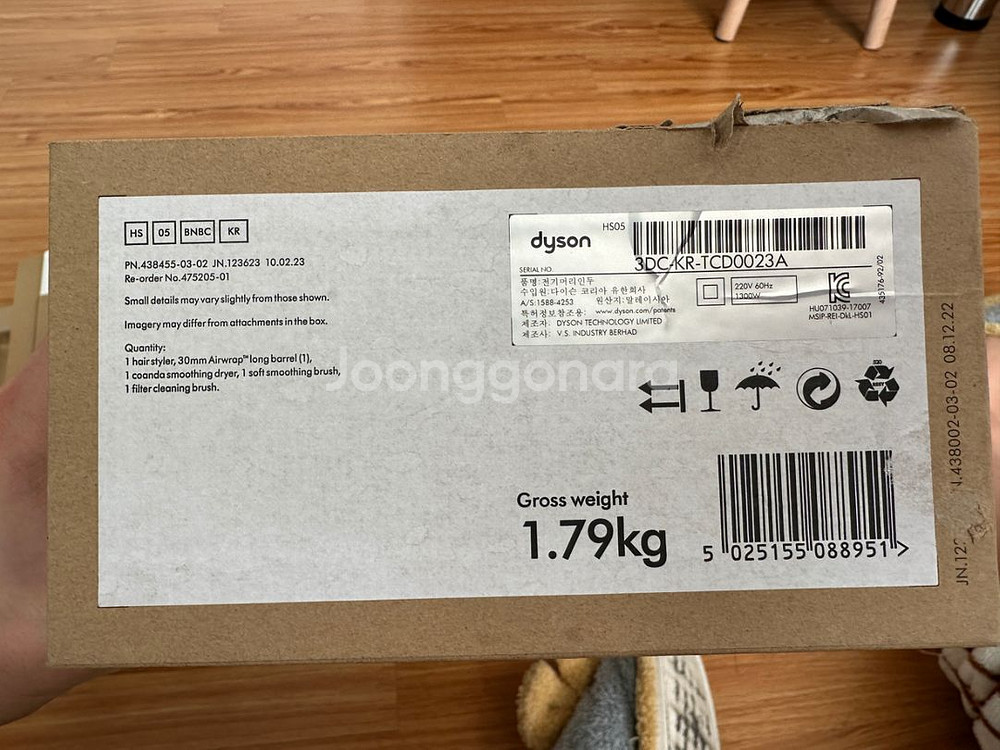 HS 05 BNBC KR
PN.438455-03-02 JN.123623 10.02.23
Re-order No.475205-01
Small details may vary slightly from those shown.
Imagery may differ from attachments in the box.
Quantity:
1 hair styler, 30mm Airwrap™ long barrel (1),
1 coanda smoothing dryer, 1 soft smoothing brush,
1 filter cleaning brush.
dyson
HS05
SERIAL NO.
3DC-KR-TCD0023A
품명:전기머리인두
수입원:다이슨 코리아 유한회사
A/S:1588-4253 원산지:말레이시아
특허정보참조용: www.dyson.com/patents
제조자: DYSON TECHNOLOGY LIMITED
제조사: V.S. INDUSTRY BERHAD
220V 60Hz
1300W
HU071039-17007
MSIP-REI-DkL-HS01
435176-92/02
Joonggonara
Gross weight
1.79kg
5 025155 088951 >
.438002-03-02 08.12.22
JN.12